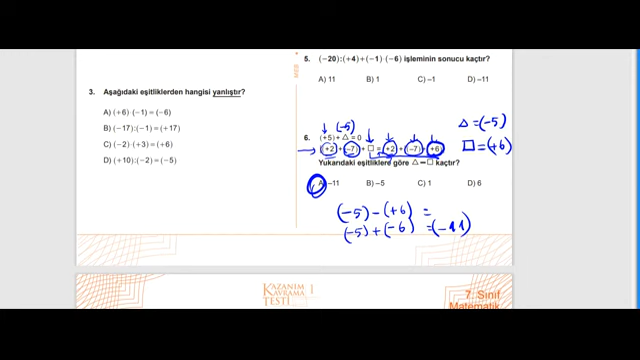 3. Aşağıdaki eşitliklerden hangisi yanlıştır?
A) (+6) · (−1) = (−6)
B) (−17) : (−1) = (+17)
C) (−2) · (+3) = (+6)
D) (+10) : (−2) = (−5)
MEB
5. (−20) : (+4) + (−1) · (−6) işleminin sonucu kaçtır?
A) 11 B) 1 C) −1 D) −11
(−5)
6. (+5) + △ = 0
(+2) + (−7) + □ = (+2) + (−7) · (+6)
Yukarıdaki eşitliklere göre △ − □ kaçtır?
A) −11 B) −5 C) 1 D) 6
△ = (−5)
□ = (+6)
(−5) − (+6) =
(−5) + (−6) = (−11)
KAZANIM
KAVRAMA
TESTİ
1
7. Sınıf
Matematik